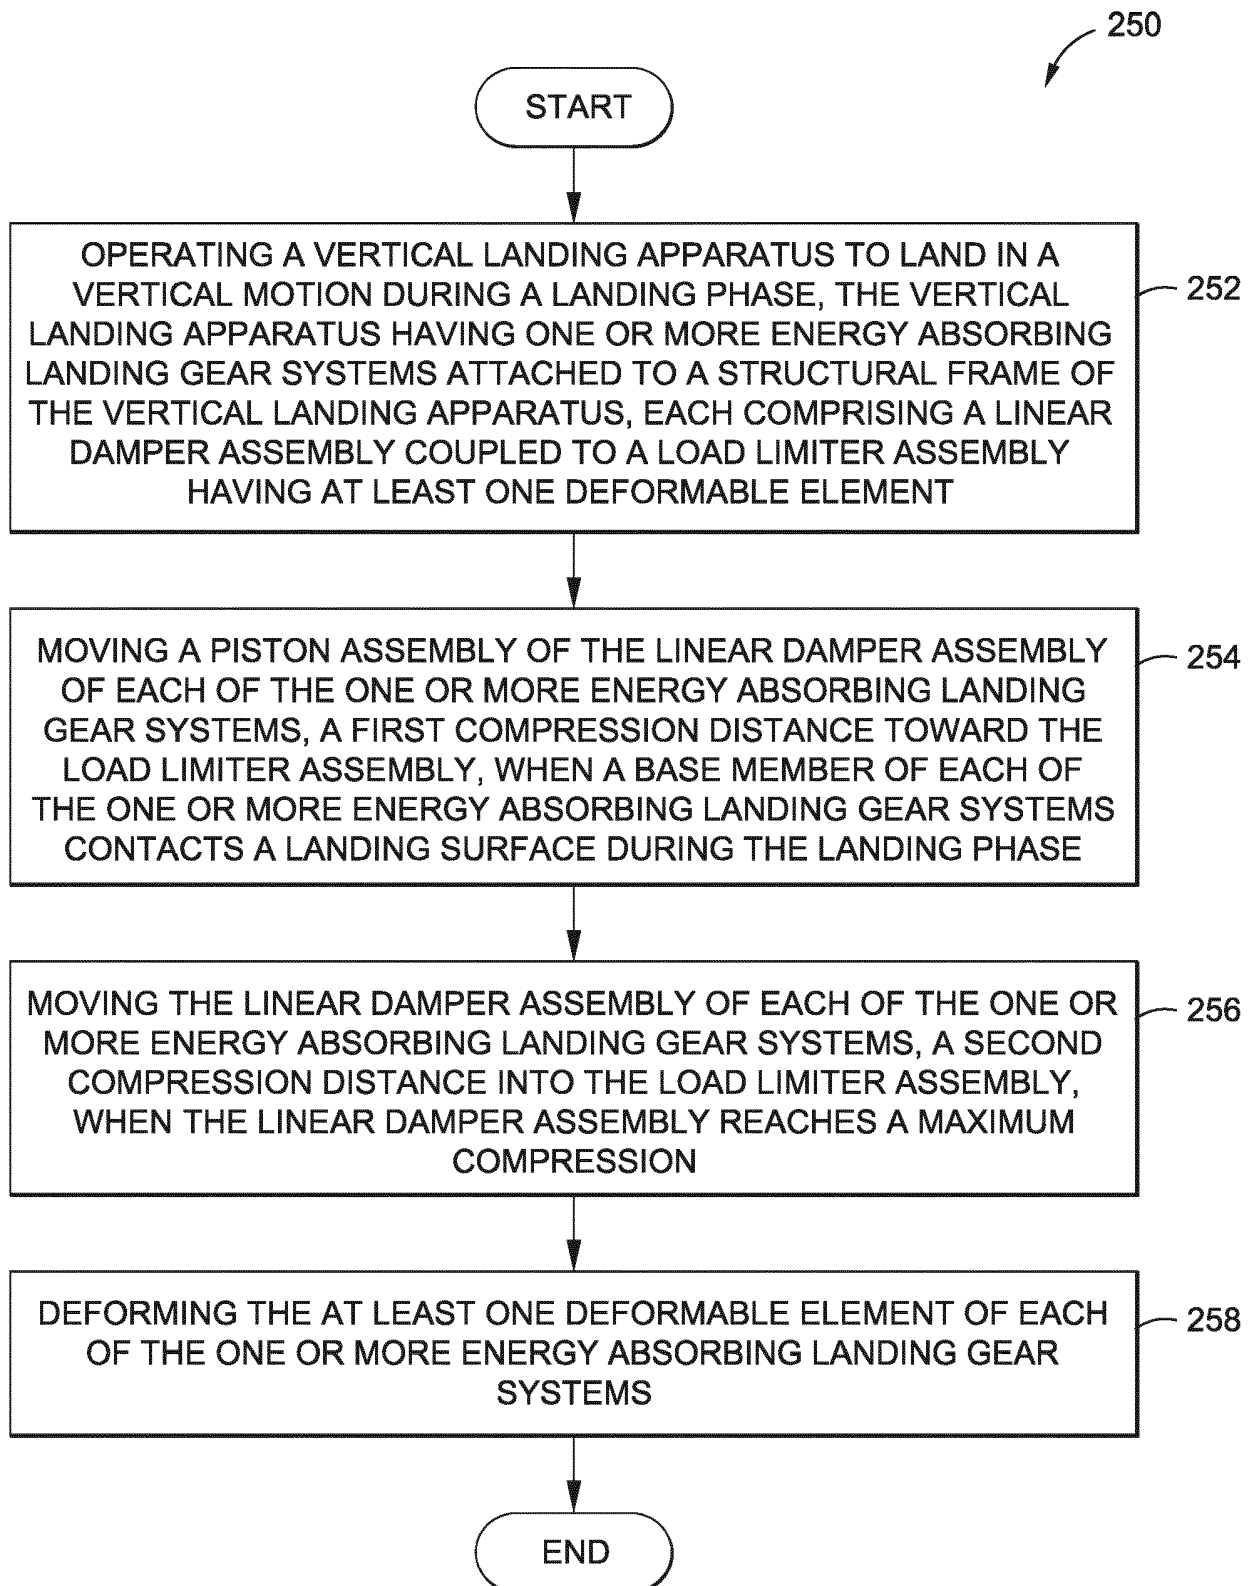 250
START
OPERATING A VERTICAL LANDING APPARATUS TO LAND IN A
VERTICAL MOTION DURING A LANDING PHASE, THE VERTICAL
LANDING APPARATUS HAVING ONE OR MORE ENERGY ABSORBING
LANDING GEAR SYSTEMS ATTACHED TO A STRUCTURAL FRAME OF
THE VERTICAL LANDING APPARATUS, EACH COMPRISING A LINEAR
DAMPER ASSEMBLY COUPLED TO A LOAD LIMITER ASSEMBLY
HAVING AT LEAST ONE DEFORMABLE ELEMENT
252
MOVING A PISTON ASSEMBLY OF THE LINEAR DAMPER ASSEMBLY
OF EACH OF THE ONE OR MORE ENERGY ABSORBING LANDING
GEAR SYSTEMS, A FIRST COMPRESSION DISTANCE TOWARD THE
LOAD LIMITER ASSEMBLY, WHEN A BASE MEMBER OF EACH OF
THE ONE OR MORE ENERGY ABSORBING LANDING GEAR SYSTEMS
CONTACTS A LANDING SURFACE DURING THE LANDING PHASE
254
MOVING THE LINEAR DAMPER ASSEMBLY OF EACH OF THE ONE OR
MORE ENERGY ABSORBING LANDING GEAR SYSTEMS, A SECOND
COMPRESSION DISTANCE INTO THE LOAD LIMITER ASSEMBLY,
WHEN THE LINEAR DAMPER ASSEMBLY REACHES A MAXIMUM
COMPRESSION
256
DEFORMING THE AT LEAST ONE DEFORMABLE ELEMENT OF EACH
OF THE ONE OR MORE ENERGY ABSORBING LANDING GEAR
SYSTEMS
258
END